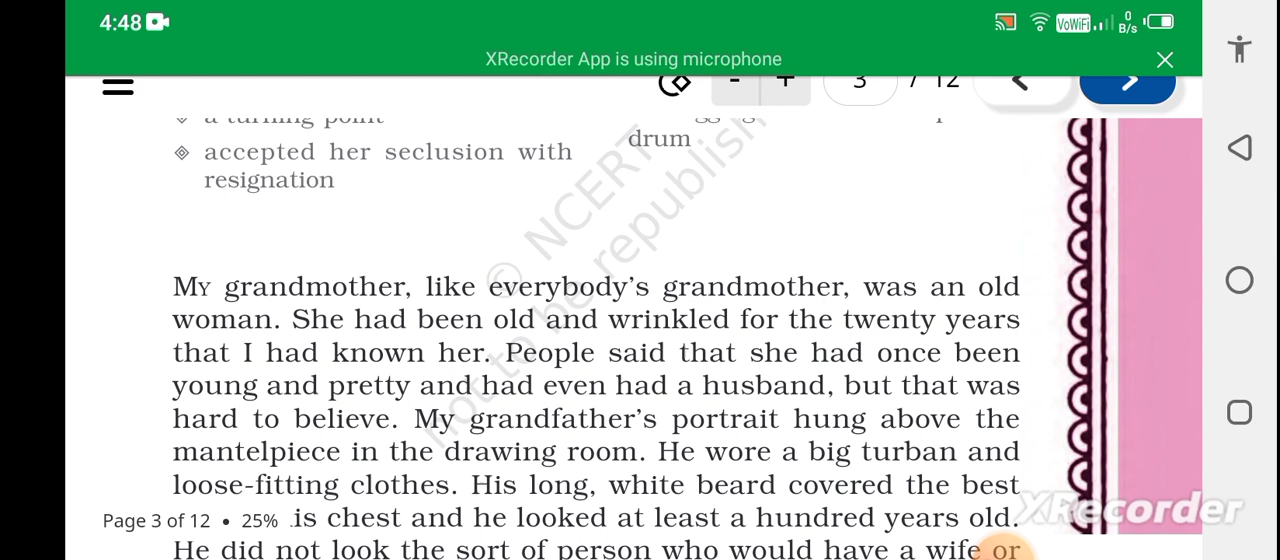 4:48 VoWiFi 0 B/s
XRecorder App is using microphone
- + 3 / 12
a turning point
drum
accepted her seclusion with
resignation
© NCERT
not to be republish
My grandmother, like everybody's grandmother, was an old
woman. She had been old and wrinkled for the twenty years
that I had known her. People said that she had once been
young and pretty and had even had a husband, but that was
hard to believe. My grandfather's portrait hung above the
mantelpiece in the drawing room. He wore a big turban and
loose-fitting clothes. His long, white beard covered the best
Page 3 of 12 • 25% .is chest and he looked at least a hundred years old.
XRecorder
He did not look the sort of person who would have a wife or